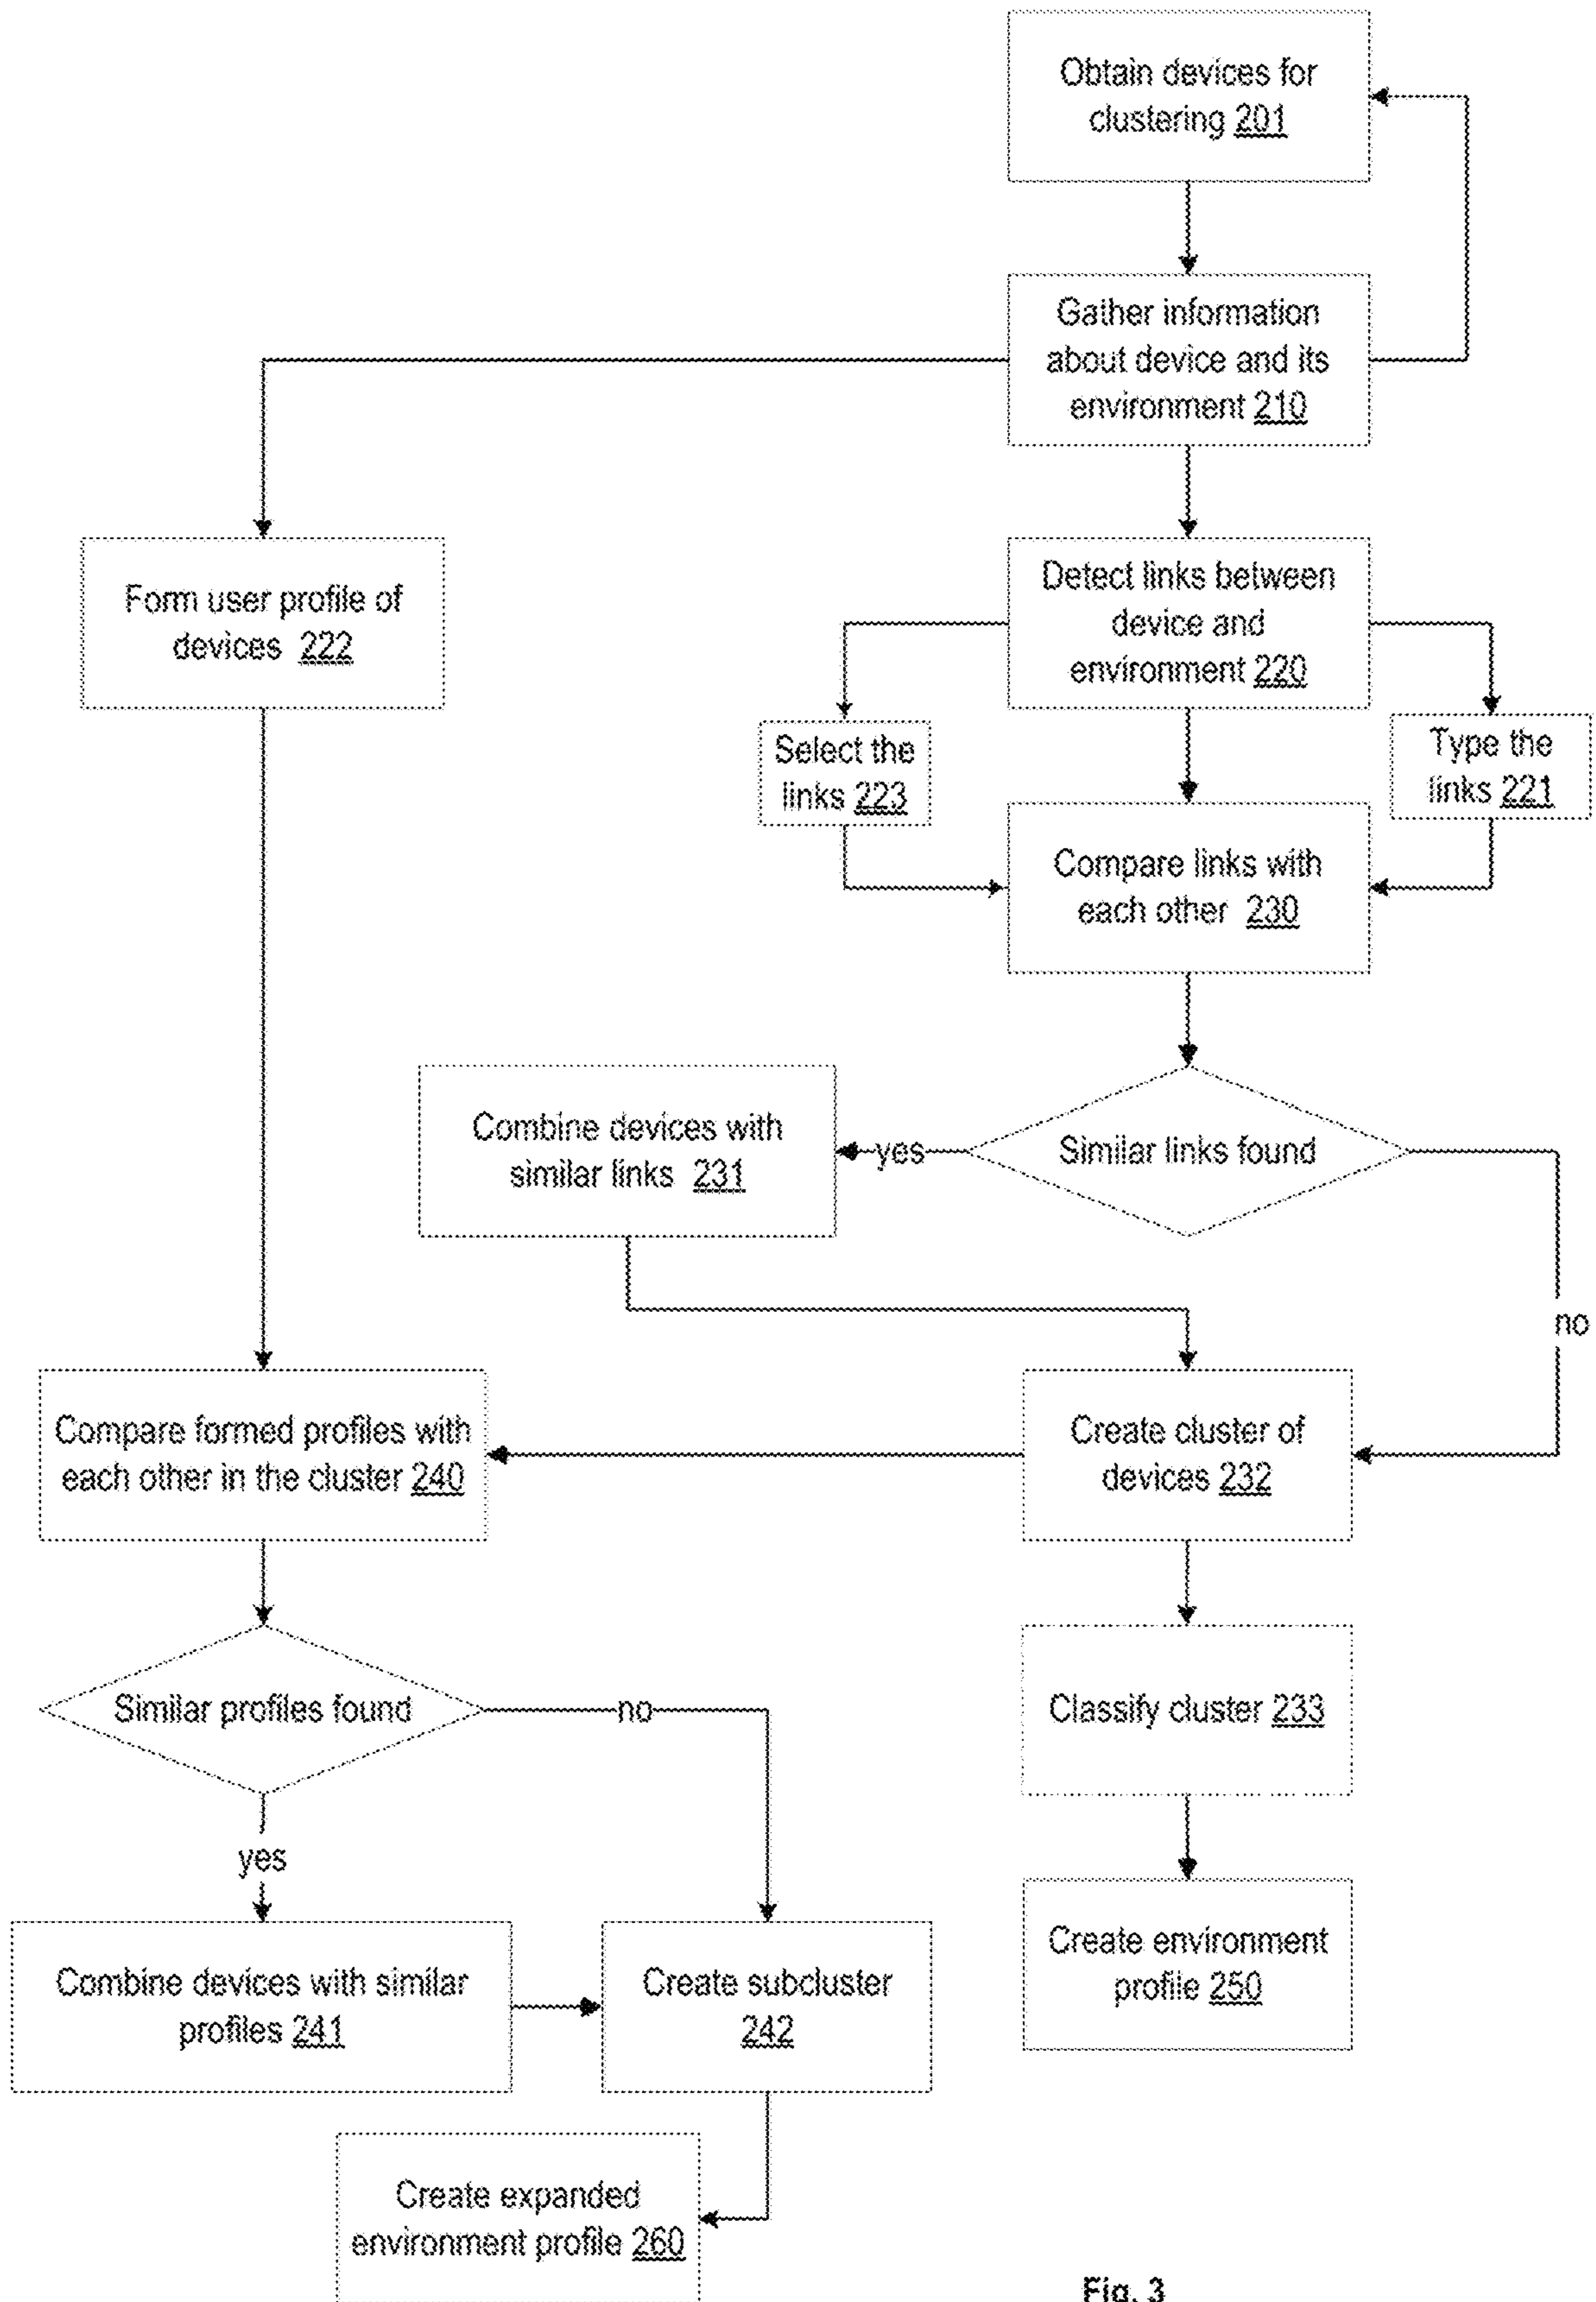 Obtain devices for
clustering 201
Gather information
about device and its
environment 210
Form user profile of
devices 222
Detect links between
device and
environment 220
Select the
links 223
Type the
links 221
Compare links with
each other 230
Combine devices with
similar links 231
yes
Similar links found
no
Compare formed profiles with
each other in the cluster 240
Create cluster of
devices 232
Similar profiles found
no
Classify cluster 233
yes
Create environment
profile 250
Combine devices with similar
profiles 241
Create subcluster
242
Create expanded
environment profile 260
Fig. 3